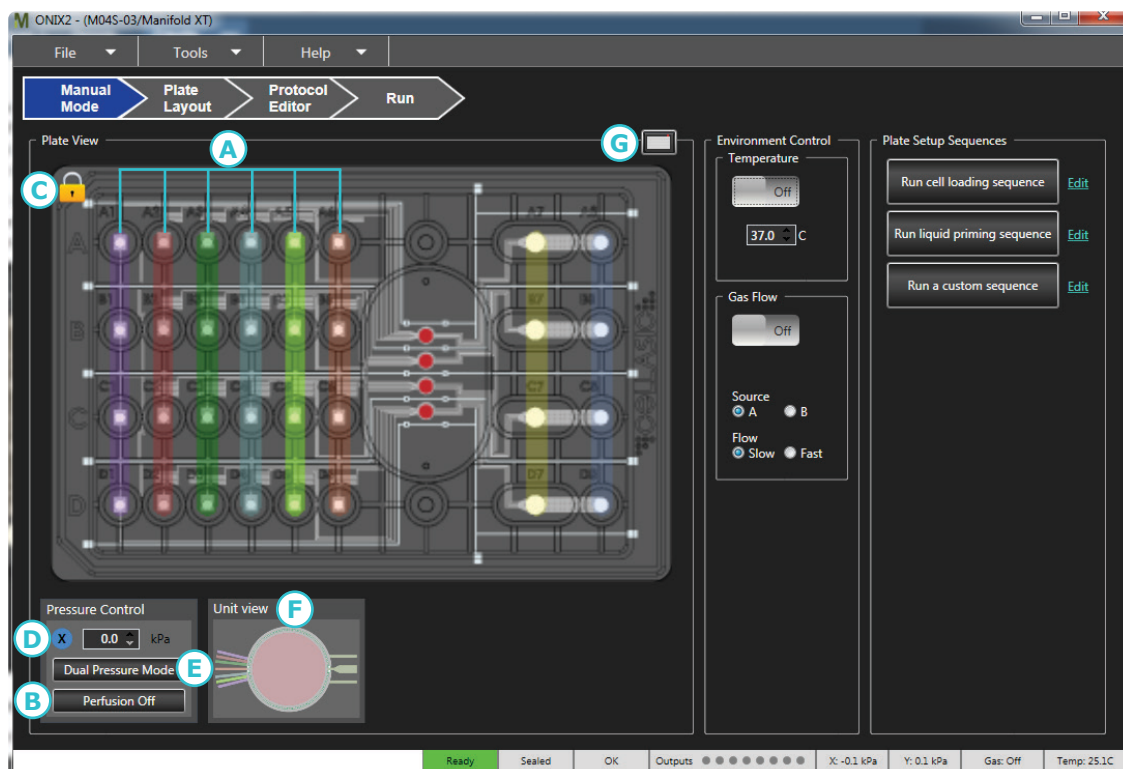 ONIX2 - (M04S-03/Manifold XT)
File
Tools
Help
Manual
Mode
Plate
Layout
Protocol
Editor
Run
Plate View
G
A
C
A1
A7
A
B1
B7
B
C7
C
D1
D7
D
Pressure Control
D
X
0.0
kPa
Dual Pressure Mode
E
B
Perfusion Off
Unit view
F
Environment Control
Temperature
Off
37.0
C
Gas Flow
Off
Source
A
B
Flow
Slow
Fast
Plate Setup Sequences
Run cell loading sequence
Edit
Run liquid priming sequence
Edit
Run a custom sequence
Edit
Ready
Sealed
OK
Outputs
X: -0.1 kPa
Y: 0.1 kPa
Gas: Off
Temp: 25.1C